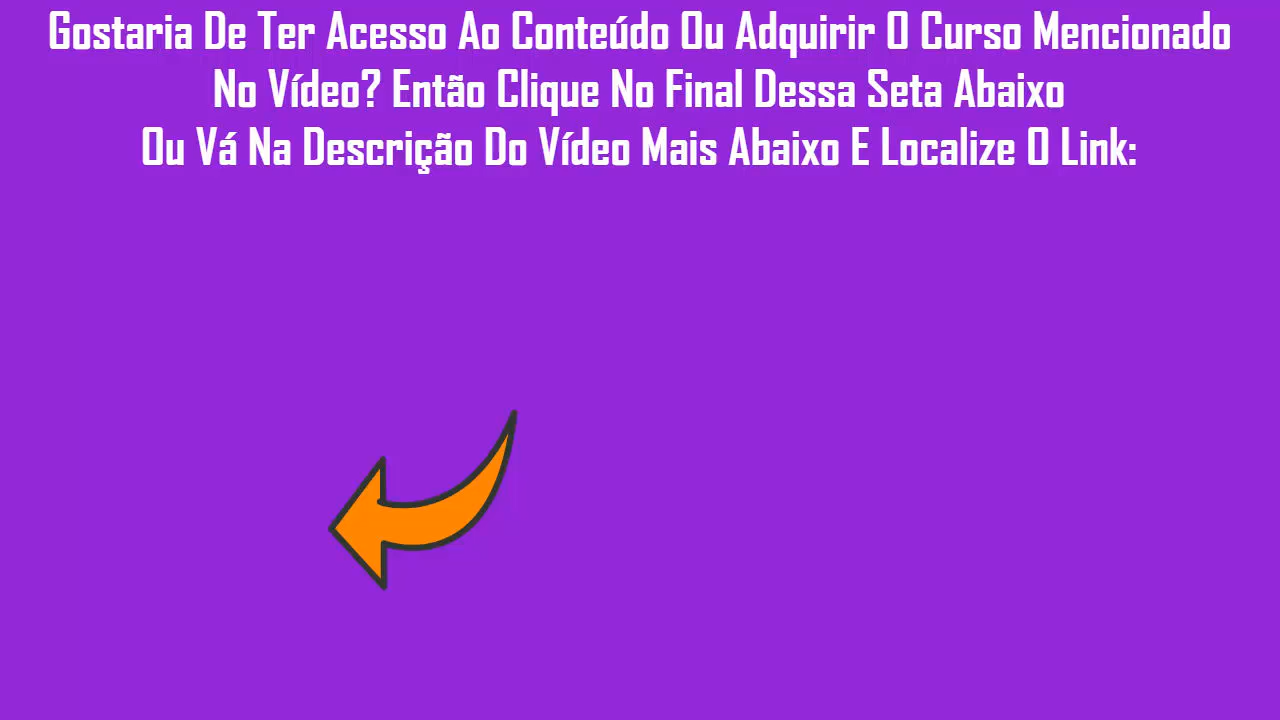 Gostaria De Ter Acesso Ao Conteúdo Ou Adquirir O Curso Mencionado
No Vídeo? Então Clique No Final Dessa Seta Abaixo
Ou Vá Na Descrição Do Vídeo Mais Abaixo E Localize O Link: